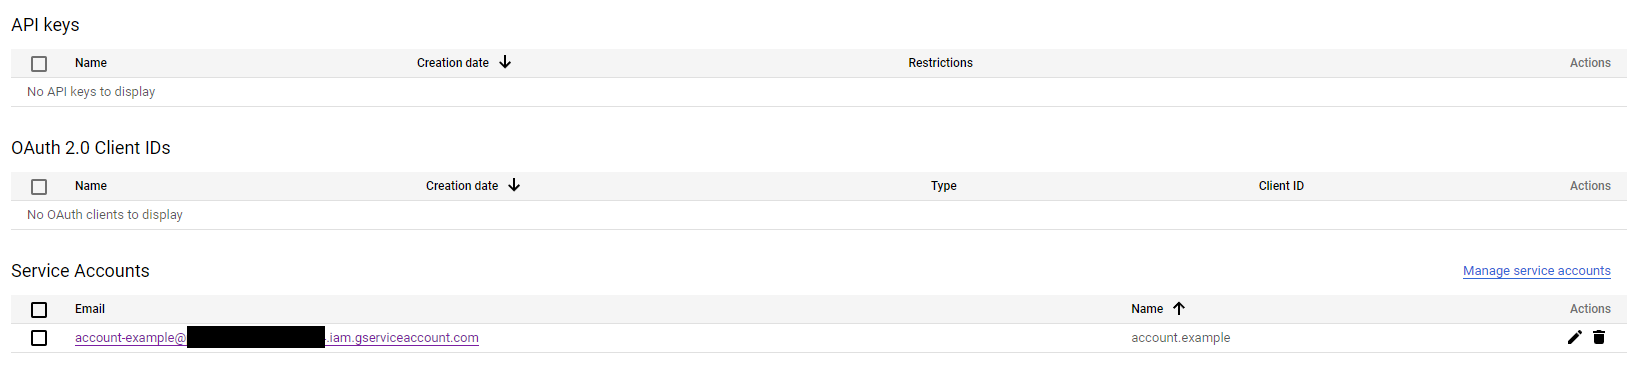 API keys
Name Creation date Restrictions Actions
No API keys to display
OAuth 2.0 Client IDs
Name Creation date Type Client ID Actions
No OAuth clients to display
Service Accounts Manage service accounts
Email Name Actions
account-example@ .iam.gserviceaccount.com account.example